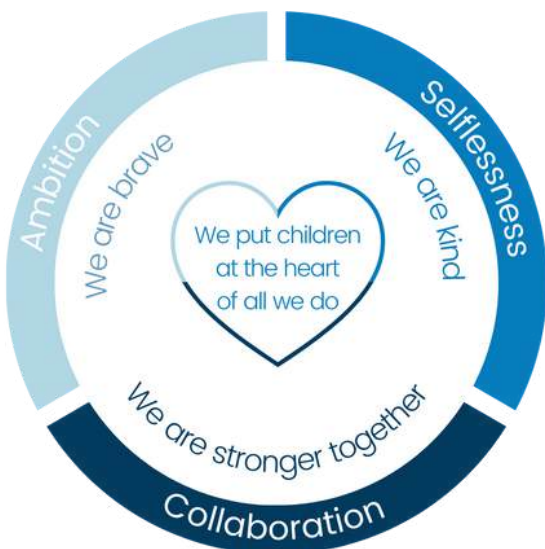 Ambition
We are brave
Selflessness
We are kind
We put children
at the heart
of all we do
We are stronger together
Collaboration